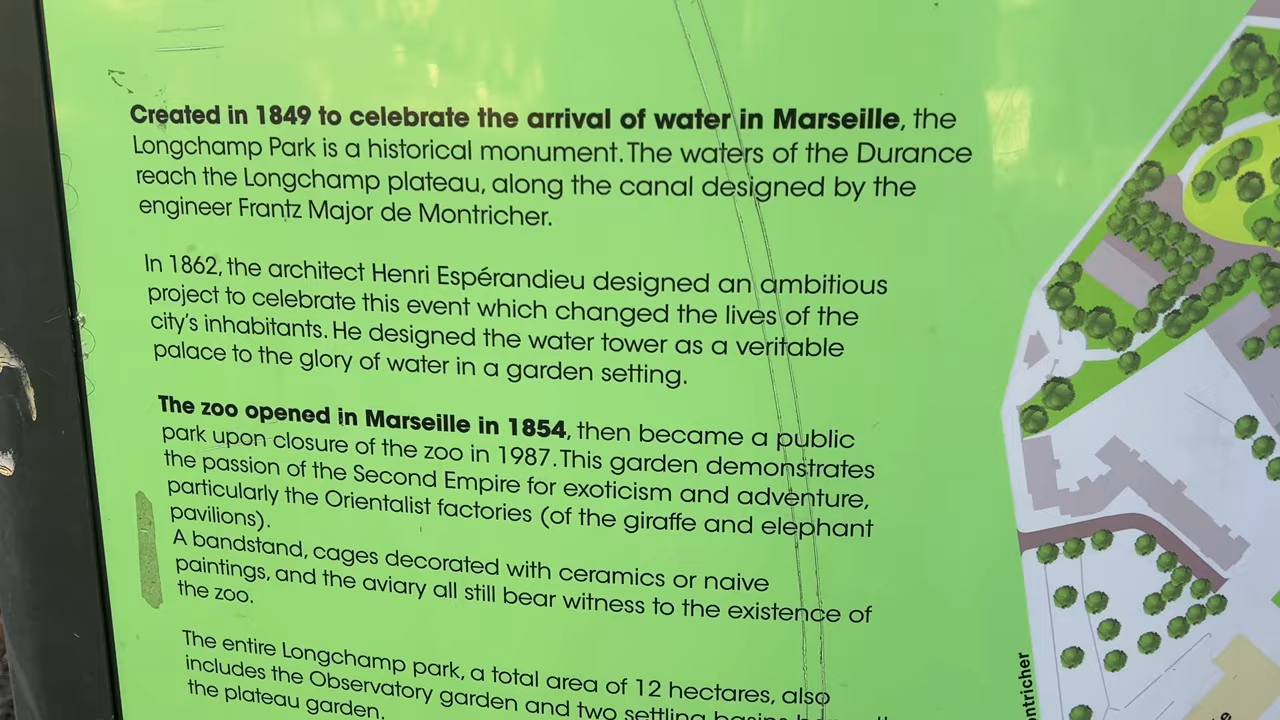 Created in 1849 to celebrate the arrival of water in Marseille, the
Longchamp Park is a historical monument. The waters of the Durance
reach the Longchamp plateau, along the canal designed by the
engineer Frantz Major de Montricher.
In 1862, the architect Henri Espérandieu designed an ambitious
project to celebrate this event which changed the lives of the
city's inhabitants. He designed the water tower as a veritable
palace to the glory of water in a garden setting.
The zoo opened in Marseille in 1854, then became a public
park upon closure of the zoo in 1987. This garden demonstrates
the passion of the Second Empire for exoticism and adventure,
particularly the Orientalist factories (of the giraffe and elephant
pavilions).
A bandstand, cages decorated with ceramics or naive
paintings, and the aviary all still bear witness to the existence of
the zoo.
The entire Longchamp park, a total area of 12 hectares, also
includes the Observatory garden and two settling basins
the plateau garden.
ntricher